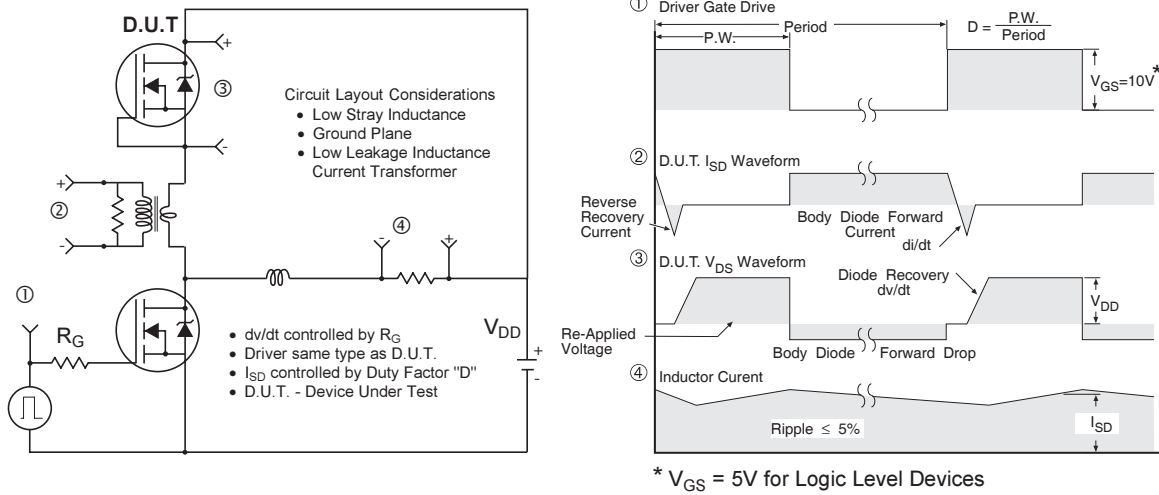 D.U.T
+
③
-
Circuit Layout Considerations
• Low Stray Inductance
• Ground Plane
• Low Leakage Inductance
Current Transformer
+
②
-
④
-
+
①
R_G
V_DD
+
-
• dv/dt controlled by R_G
• Driver same type as D.U.T.
• I_SD controlled by Duty Factor "D"
• D.U.T. - Device Under Test
① Driver Gate Drive
P.W.
Period
D = P.W. / Period
V_GS=10V *
② D.U.T. I_SD Waveform
Reverse
Recovery
Current
Body Diode Forward
Current
di/dt
③ D.U.T. V_DS Waveform
Diode Recovery
dv/dt
V_DD
Re-Applied
Voltage
Body Diode Forward Drop
④ Inductor Curent
I_SD
Ripple ≤ 5%
* V_GS = 5V for Logic Level Devices